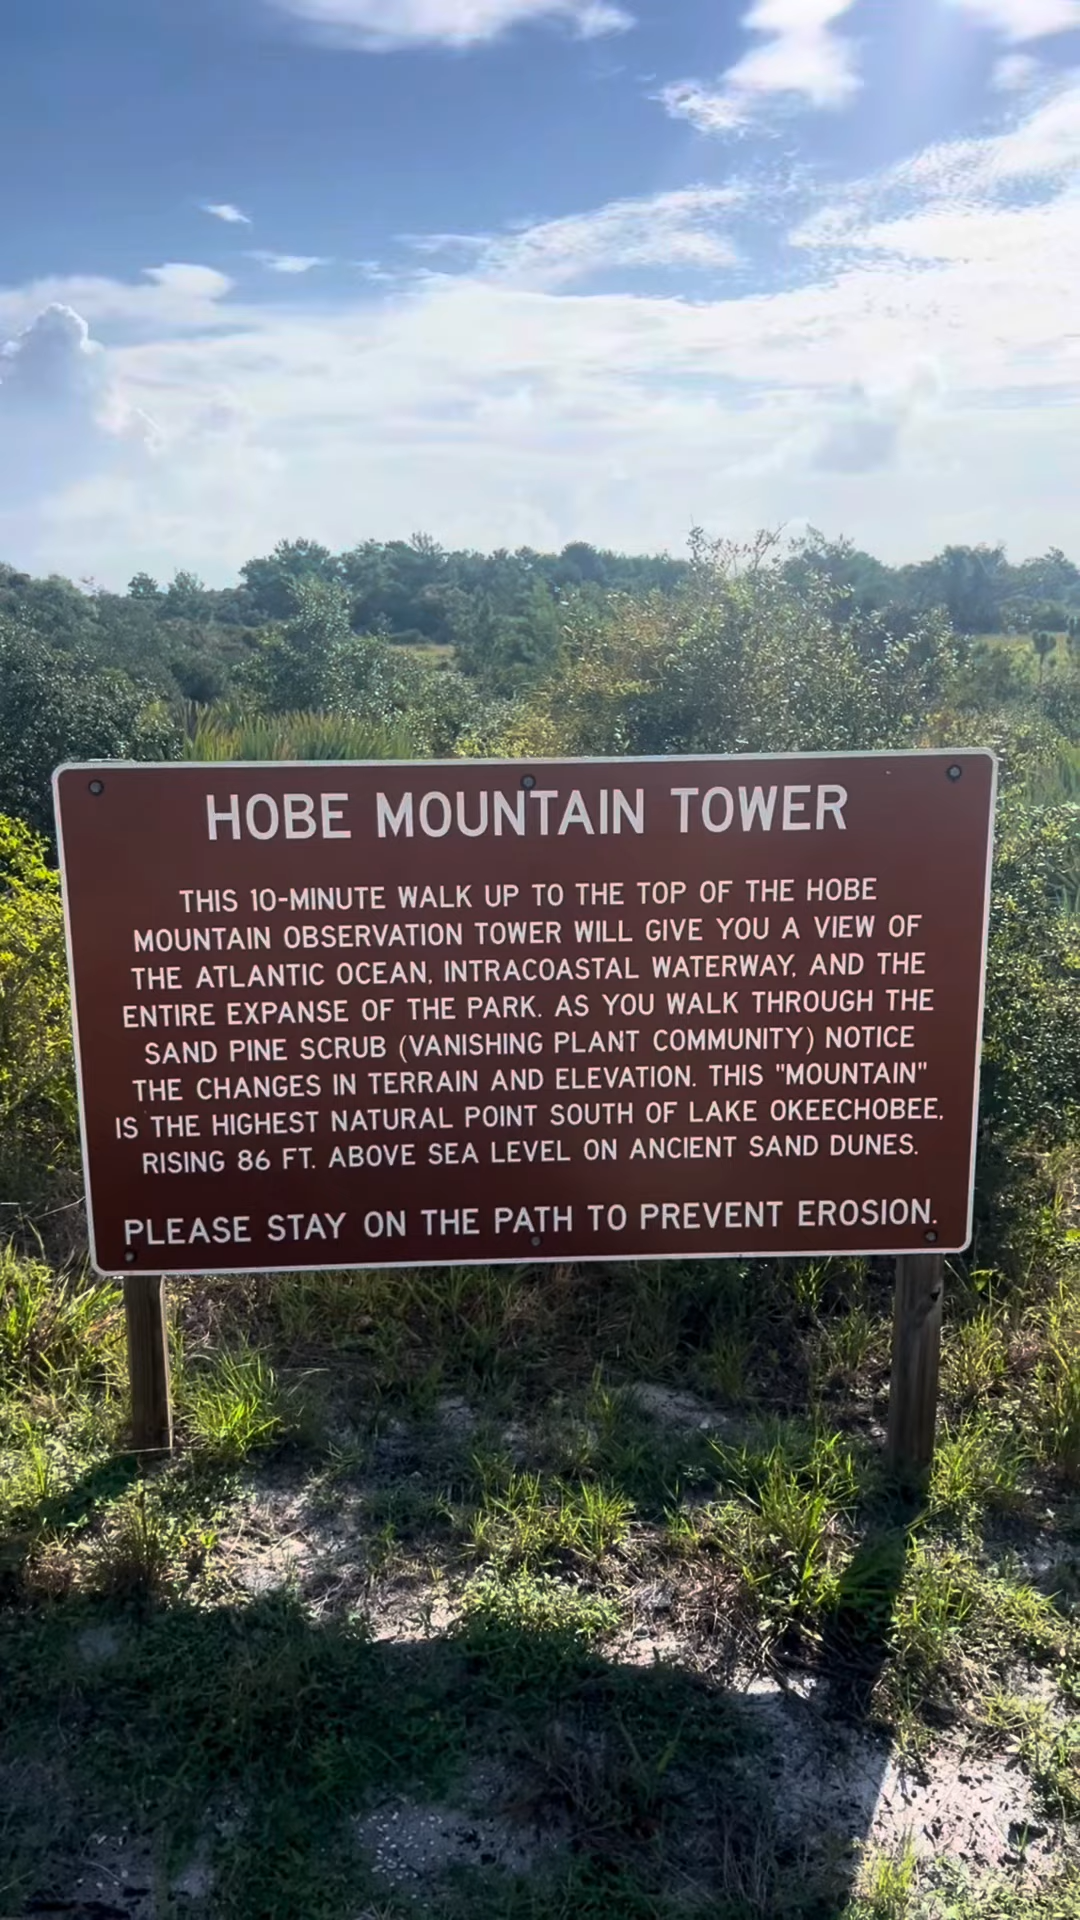 HOBE MOUNTAIN TOWER
THIS 10-MINUTE WALK UP TO THE TOP OF THE HOBE
MOUNTAIN OBSERVATION TOWER WILL GIVE YOU A VIEW OF
THE ATLANTIC OCEAN, INTRACOASTAL WATERWAY, AND THE
ENTIRE EXPANSE OF THE PARK. AS YOU WALK THROUGH THE
SAND PINE SCRUB (VANISHING PLANT COMMUNITY) NOTICE
THE CHANGES IN TERRAIN AND ELEVATION. THIS "MOUNTAIN"
IS THE HIGHEST NATURAL POINT SOUTH OF LAKE OKEECHOBEE,
RISING 86 FT. ABOVE SEA LEVEL ON ANCIENT SAND DUNES.
PLEASE STAY ON THE PATH TO PREVENT EROSION.